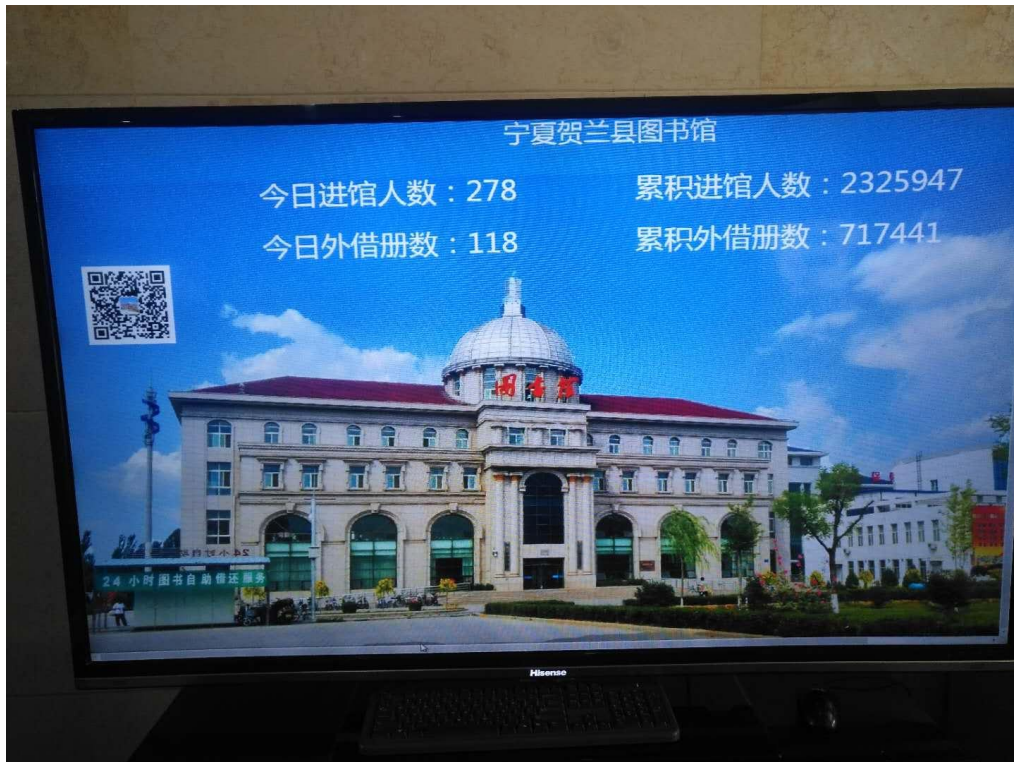 宁夏贺兰县图书馆
今日进馆人数：278
累积进馆人数：2325947
今日外借册数：118
累积外借册数：717441
图书馆
24小时图书自助借还服务
Hisense